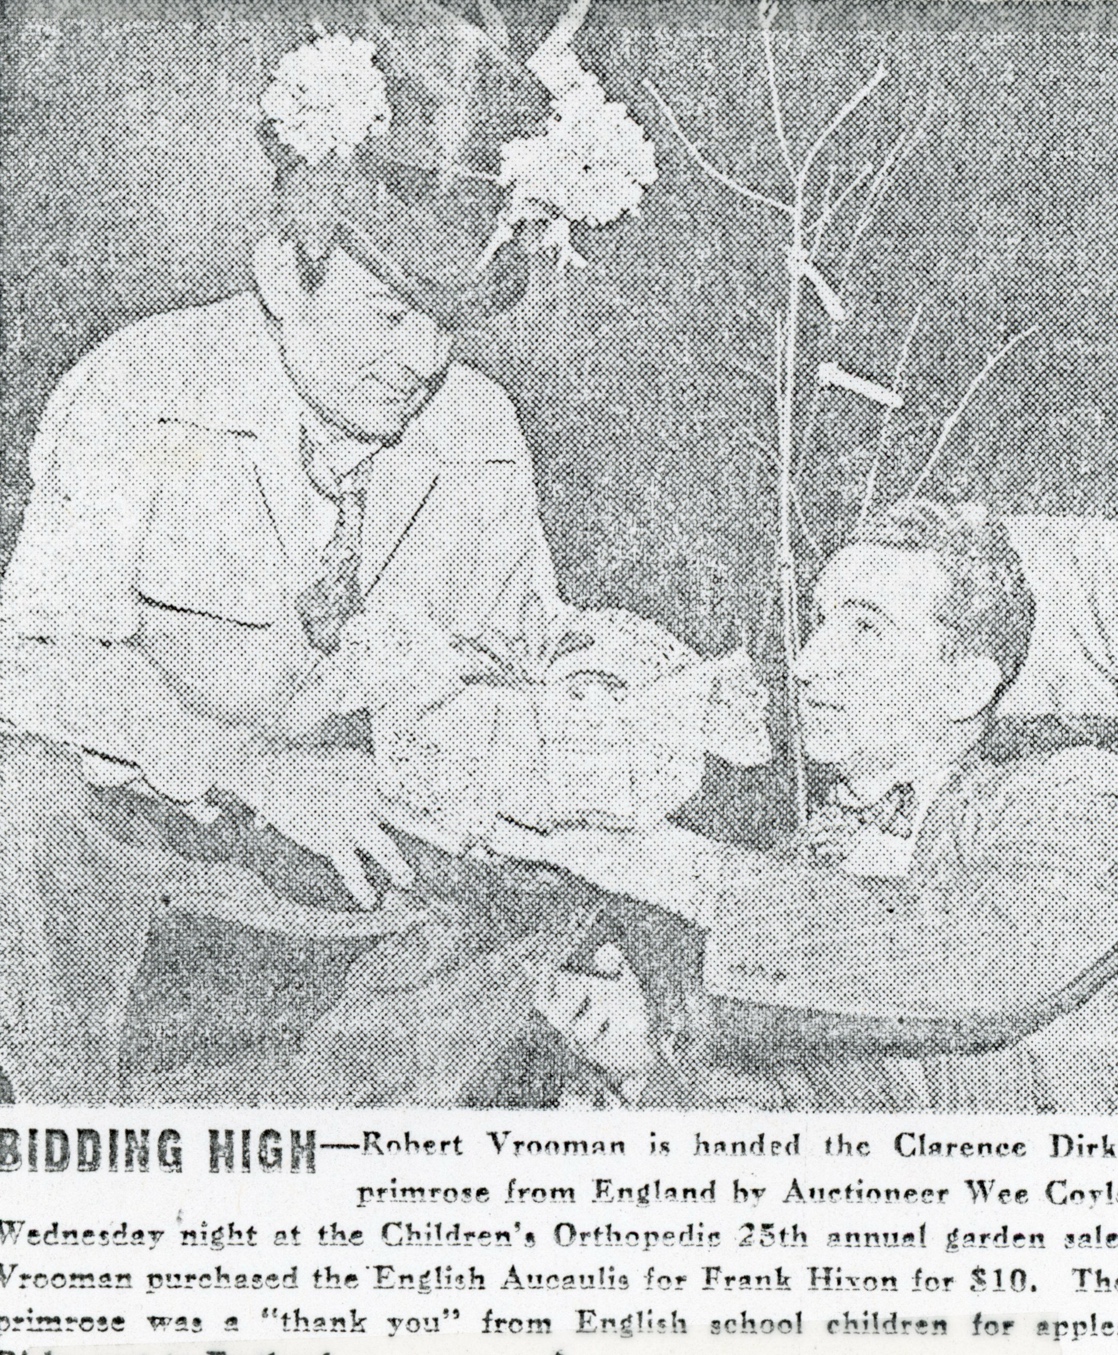 BIDDING HIGH—Robert Vrooman is handed the Clarence Dirk
primrose from England by Auctioneer Wee Coyl
Wednesday night at the Children's Orthopedic 25th annual garden sale
Vrooman purchased the English Aucaulis for Frank Hixon for $10. The
primrose was a "thank you" from English school children for apple